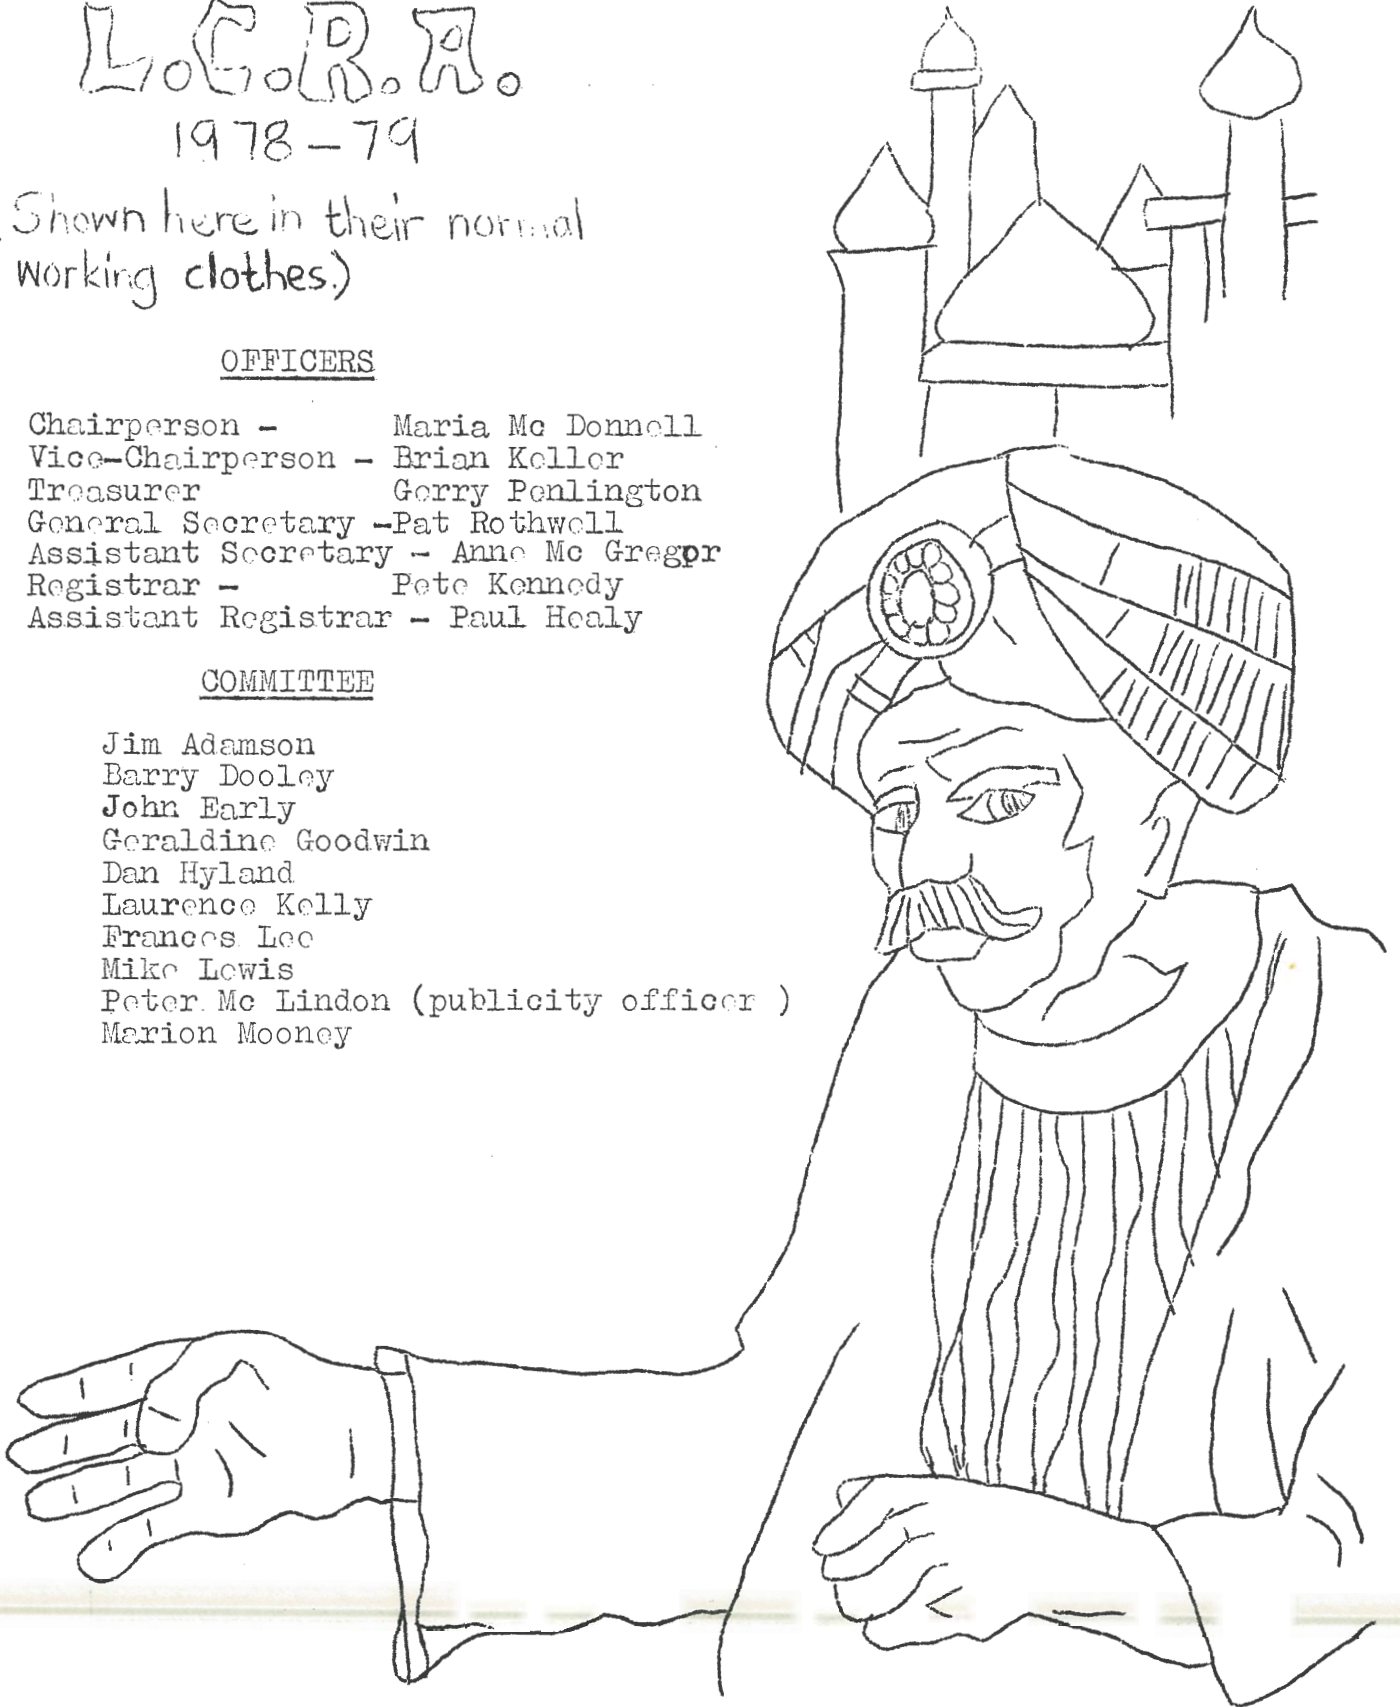 L.C.R.A.
1978-79
(Shown here in their normal
working clothes.)
OFFICERS
Chairperson - Maria Mc Donnell
Vice-Chairperson - Brian Keller
Treasurer Gerry Penlington
General Secretary -Pat Rothwell
Assistant Secretary - Anne Mc Gregor
Registrar - Pete Kennedy
Assistant Registrar - Paul Healy
COMMITTEE
Jim Adamson
Barry Dooley
John Early
Geraldine Goodwin
Dan Hyland
Laurence Kelly
Frances Lee
Mike Lewis
Peter Mc Lindon (publicity officer )
Marion Mooney